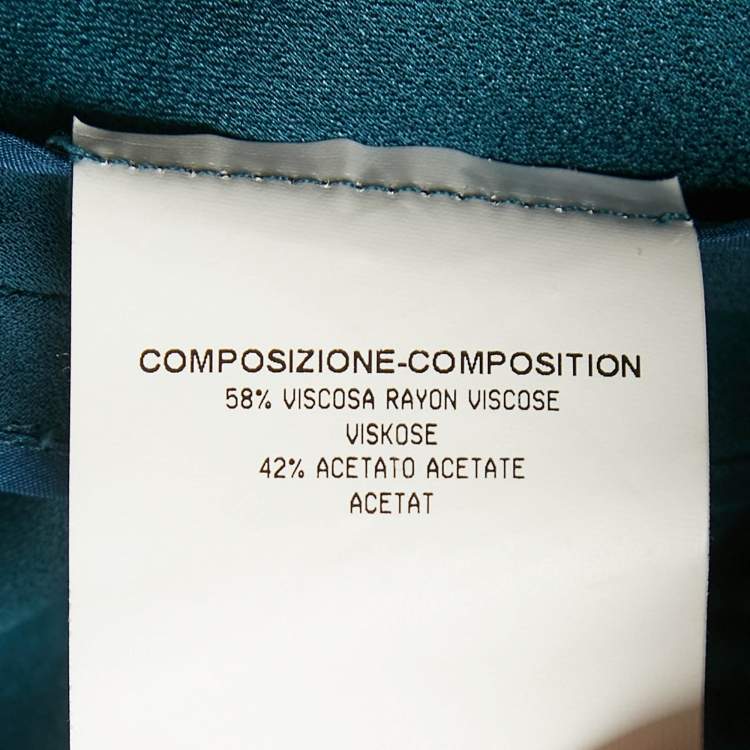 COMPOSIZIONE-COMPOSITION
58% VISCOSA RAYON VISCOSE
VISKOSE
42% ACETATO ACETATE
ACETAT